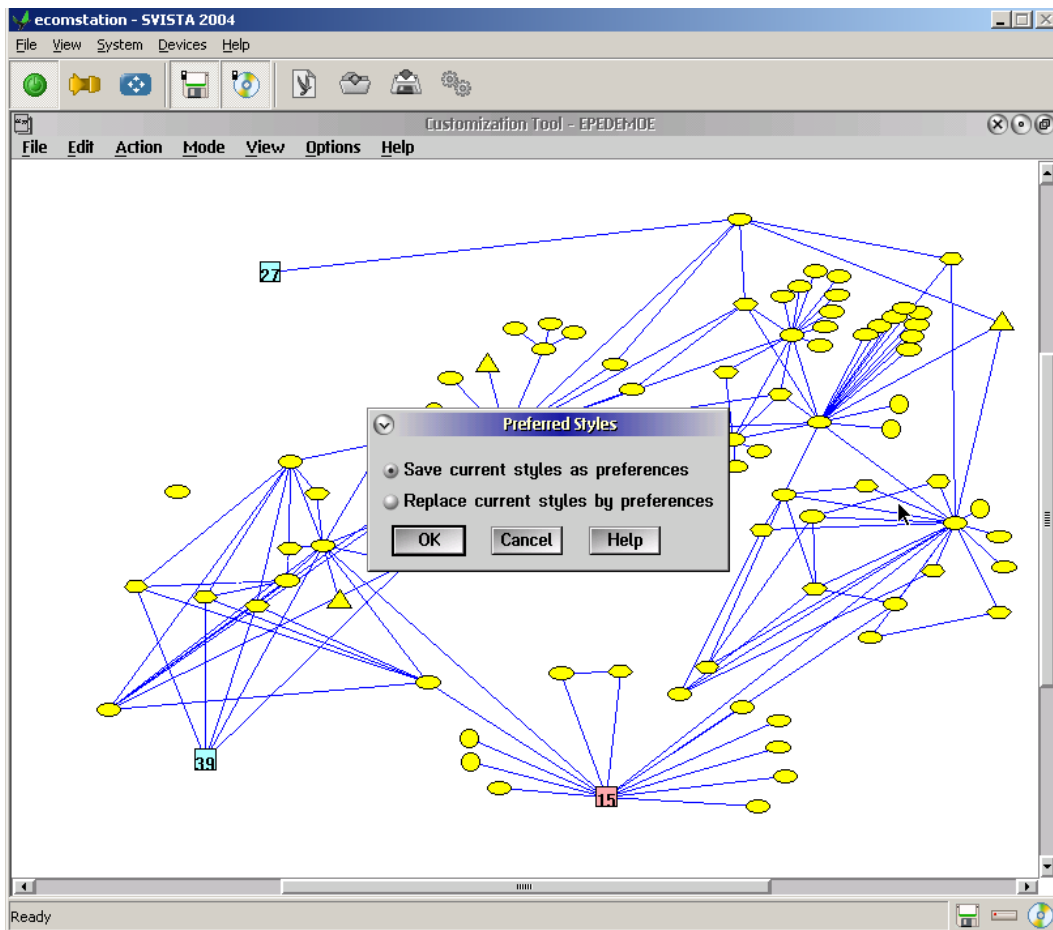 ecomstation - SVISTA 2004
File View System Devices Help
Customization Tool - EPEDEMOE
File Edit Action Mode View Options Help
27
Preferred Styles
Save current styles as preferences
Replace current styles by preferences
OK Cancel Help
39
15
Ready